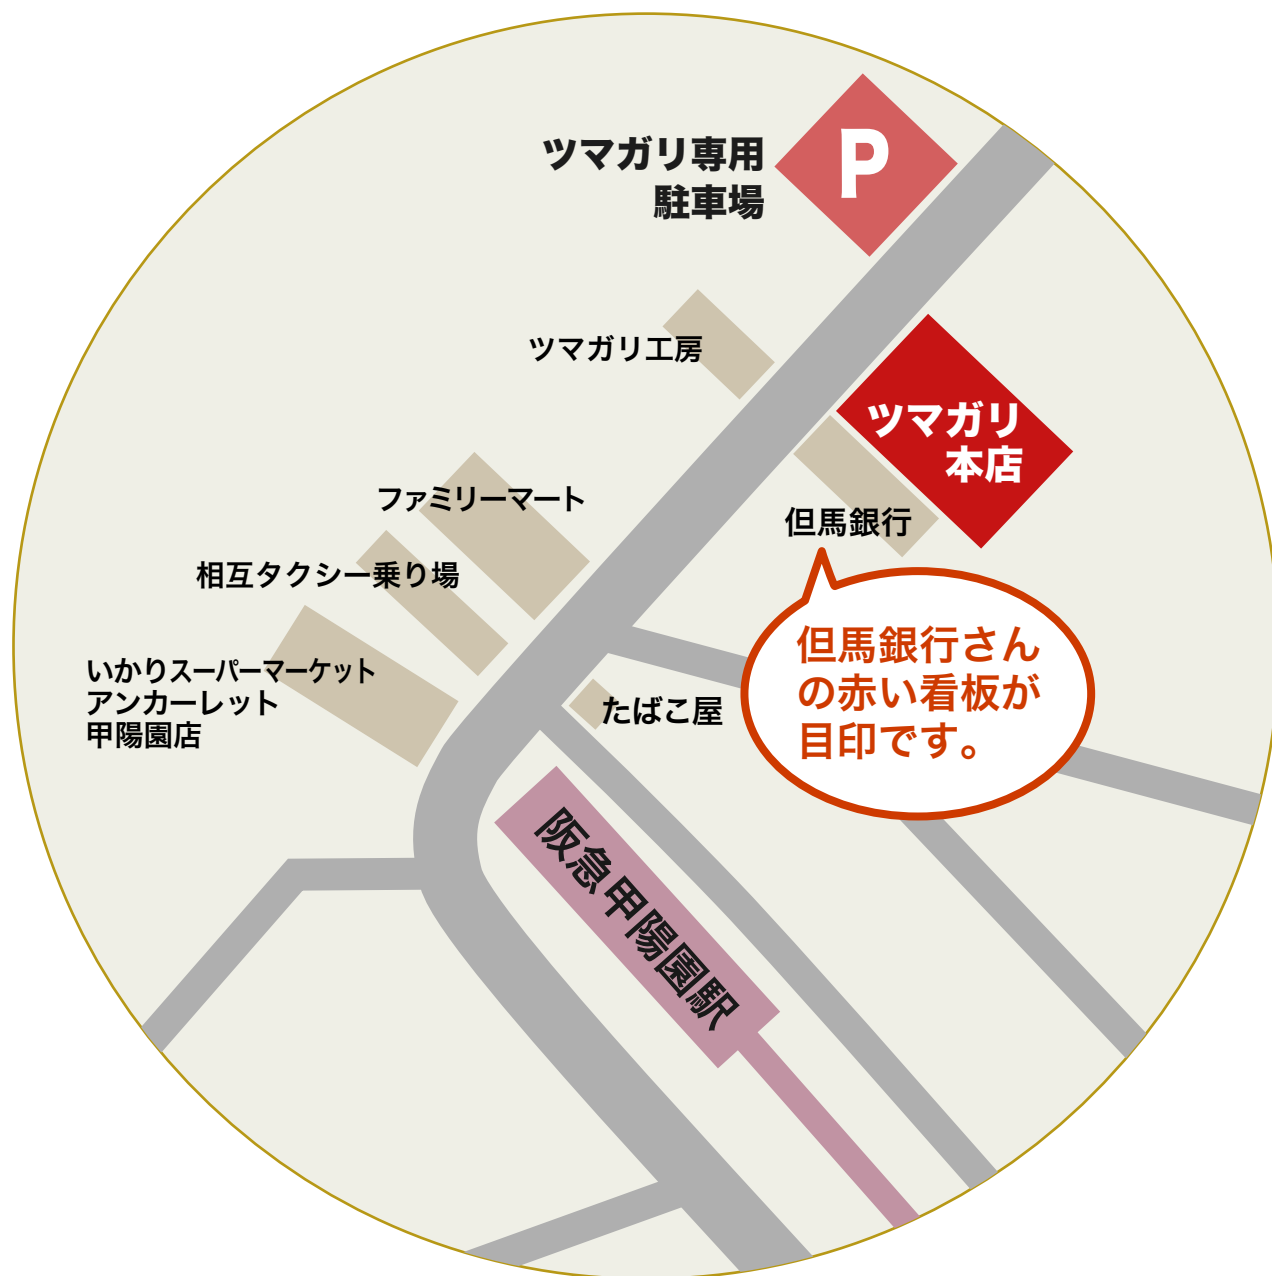 ツマガリ専用
駐車場
P
ツマガリ工房
ツマガリ
本店
ファミリーマート
但馬銀行
相互タクシー乗り場
但馬銀行さん
の赤い看板が
目印です。
いかりスーパーマーケット
アンカーレット
甲陽園店
たばこ屋
阪急甲陽園駅